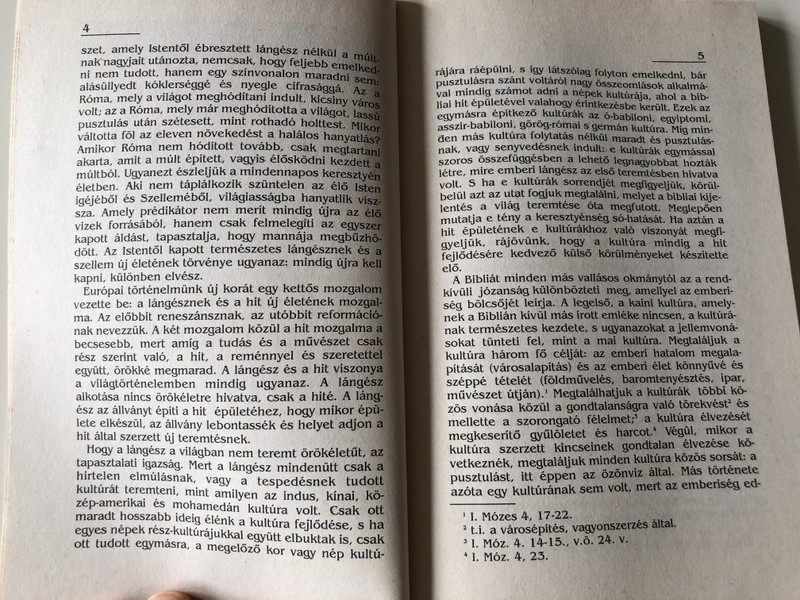 4
szet, amely Istentől ébresztett lángész nélkül a múlt-
nak nagyjait utánozta, nemcsak, hogy feljebb emelked-
ni nem tudott, hanem egy színvonalon maradni sem:
alásüllyedt kóklerséggé és nyegle cifrasággá. Az a
Róma, mely a világot meghódítani indult, kicsiny város
volt; az a Róma, mely már meghódította a világot, lassú
pusztulás után szétesett, mint rothadó holttest. Mikor
váltotta föl az eleven növekedést a halálos hanyatlás?
Amikor Róma nem hódított tovább, csak megtartani
akarta, amit a múlt épített, vagyis élősködni kezdett a
múltból. Ugyanezt észleljük a mindennapos keresztyén
életben. Aki nem táplálkozik szüntelen az élő Isten
igéjéből és Szelleméből, világiasságba hanyatlik visz-
sza. Amely prédikátor nem merít mindig újra az élő
vizek forrásából, hanem csak felmelegíti az egyszer
kapott áldást, tapasztalja, hogy mannája megbűzhö-
dött. Az Istentől kapott természetes lángésznek és a
szellem új életének törvénye ugyanaz: mindig újra kell
kapni, különben elvész.
Európai történelmünk új korát egy kettős mozgalom
vezette be: a lángésznek és a hit új életének mozgal-
ma. Az előbbit reneszánsznak, az utóbbit reformáció-
nak nevezzük. A két mozgalom közül a hit mozgalma a
becsesebb, mert amíg a tudás és a művészet csak
rész szerint való, a hit, a reménnyel és szeretettel
együtt, örökké megmarad. A lángész és a hit viszonya
a világtörténelemben mindig ugyanaz. A lángész
alkotása nincs örökéletre hivatva, csak a hité. A láng-
ész az állványt építi a hit épületéhez, hogy mikor épü-
lete elkészül, az állvány lebontassék és helyet adjon a
hit által szerzett új teremtésnek.
Hogy a lángész a világban nem teremt örökéletűt, az
tapasztalati igazság. Mert a lángész mindenütt csak a
hirtelen elmúlásnak, vagy a tespedésnek tudott
kultúrát teremteni, mint amilyen az indus, kínai, kö-
zép-amerikai és mohamedán kultúra volt. Csak ott
maradt hosszabb ideig élénk a kultúra fejlődése, s ha
egyes népek rész-kultúrájukkal együtt elbuktak is, csak
ott tudott egymásra, a megelőző kor vagy nép kultú-
5
rájára ráépülni, s így látszólag folyton emelkedni, bár
pusztulásra szánt voltáról nagy összeomlások alkalmá-
val mindig számot adni a népek kultúrája, ahol a bib-
liai hit épületével valahogy érintkezésbe került. Ezek az
egymásra építkező kultúrák az ó-babiloni, egyiptomi,
asszír-babiloni, görög-római s germán kultúra. Míg min-
den más kultúra folytatás nélkül maradt és pusztulás-
nak, vagy senyvedésnek indult: e kultúrák egymással
szoros összefüggésben a lehető legnagyobbat hozták
létre, mire emberi lángész az első teremtésben hivatva
volt. S ha e kultúrák sorrendjét megfigyeljük, körül-
belül azt az utat fogjuk megtalálni, melyet a bibliai kije-
lentés a világ teremtése óta megfutott. Meglepően
mutatja e tény a keresztyénség só-hatását. Ha aztán a
hit épületének e kultúrákhoz való viszonyát megfi-
gyeljük, rájövünk, hogy a kultúra mindig a hit
fejlődésére kedvező külső körülményeket készítette
elő.
A Bibliát minden más vallásos okmánytól az a rend-
kívüli józanság különbözteti meg, amellyel az emberi-
ség bölcsőjét leírja. A legelső, a kaini kultúra, amely-
nek a Biblián kívül más írott emléke nincsen, a kultúrá-
nak természetes kezdete, s ugyanazokat a jellemvoná-
sokat tünteti fel, mint a mai kultúra. Megtaláljuk a
kultúra három fő célját: az emberi hatalom megala-
pítását (városalapítás) és az emberi élet könnyűvé és
széppé tételét (földművelés, baromtenyésztés, ipar,
művészet útján).¹ Megtalálhatjuk a kultúrák többi kö-
zös vonása közül a gondtalanságra való törekvést² és
mellette a szorongató félelmet;³ a kultúra élvezését
megkeserítő gyűlöletet és harcot.⁴ Végül, mikor a
kultúra szerzett kincseinek gondtalan élvezése kö-
vetkeznék, megtaláljuk minden kultúra közös sorsát: a
pusztulást, itt éppen az özönvíz által. Más története
azóta egy kultúrának sem volt, mert az emberiség ed-
¹ I. Mózes 4, 17-22.
² t.i. a városépítés, vagyonszerzés által.
³ I. Móz. 4. 14-15., v.ö. 24. v.
⁴ I. Móz. 4, 23.